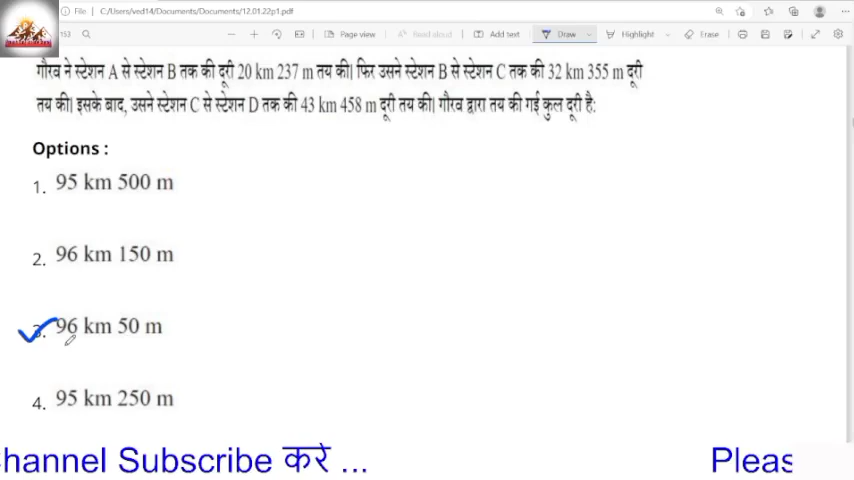 File | C:/Users/ved14/Documents/Documents/12.01.22p1.pdf
153 Page view Read aloud Add text Draw Highlight Erase
गौरव ने स्टेशन A से स्टेशन B तक की दूरी 20 km 237 m तय की। फिर उसने स्टेशन B से स्टेशन C तक की 32 km 355 m दूरी
तय की। इसके बाद, उसने स्टेशन C से स्टेशन D तक की 43 km 458 m दूरी तय की। गौरव द्वारा तय की गई कुल दूरी है:
Options :
1. 95 km 500 m
2. 96 km 150 m
3. 96 km 50 m
4. 95 km 250 m
hannel Subscribe करे ... Pleas